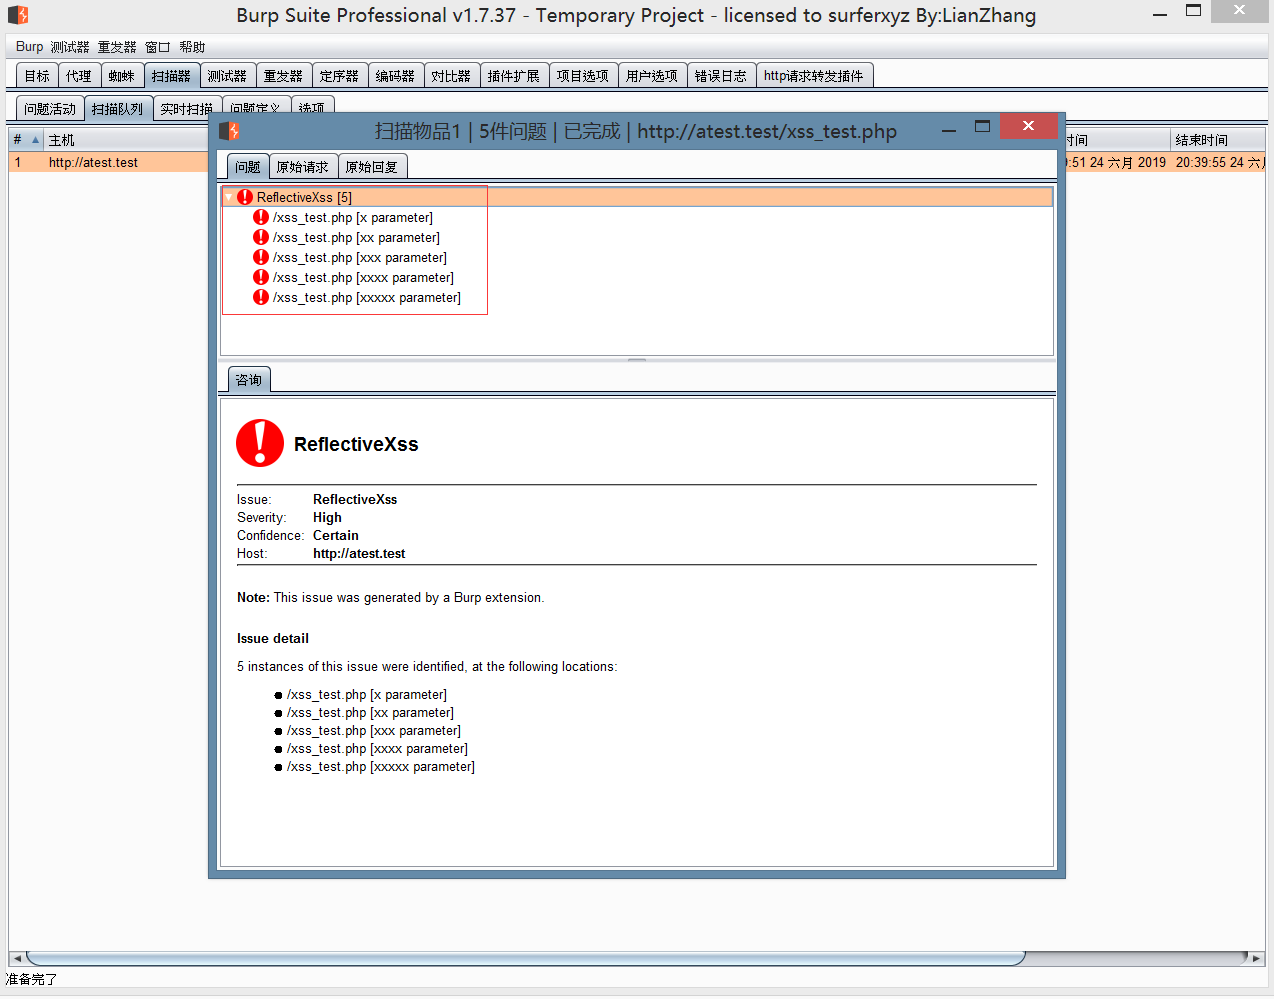 Burp Suite Professional v1.7.37 - Temporary Project - licensed to surferxyz By:LianZhang
Burp 测试器 重发器 窗口 帮助
目标 代理 蜘蛛 扫描器 测试器 重发器 定序器 编码器 对比器 插件扩展 项目选项 用户选项 错误日志 http请求转发插件
问题活动 扫描队列 实时扫描 问题定义 选项
# 主机 时间 结束时间
1 http://atest.test :51 24 六月 2019 20:39:55 24 六月
扫描物品1 | 5件问题 | 已完成 | http://atest.test/xss_test.php
问题 原始请求 原始回复
ReflectiveXss [5]
/xss_test.php [x parameter]
/xss_test.php [xx parameter]
/xss_test.php [xxx parameter]
/xss_test.php [xxxx parameter]
/xss_test.php [xxxxx parameter]
咨询
ReflectiveXss
Issue: ReflectiveXss
Severity: High
Confidence: Certain
Host: http://atest.test
Note: This issue was generated by a Burp extension.
Issue detail
5 instances of this issue were identified, at the following locations:
/xss_test.php [x parameter]
/xss_test.php [xx parameter]
/xss_test.php [xxx parameter]
/xss_test.php [xxxx parameter]
/xss_test.php [xxxxx parameter]
准备完了